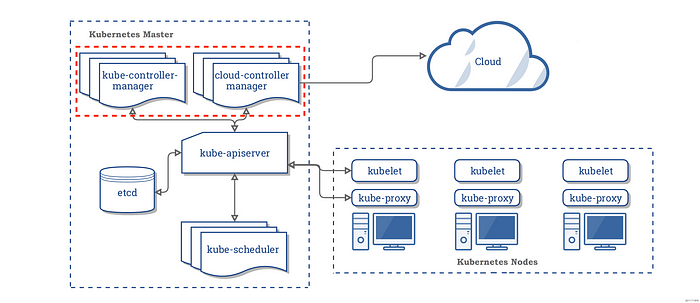 Kubernetes Master
kube-controller-
manager
cloud-controller
manager
Cloud
kube-apiserver
etcd
kube-scheduler
kubelet
kubelet
kubelet
kube-proxy
kube-proxy
kube-proxy
Kubernetes Nodes